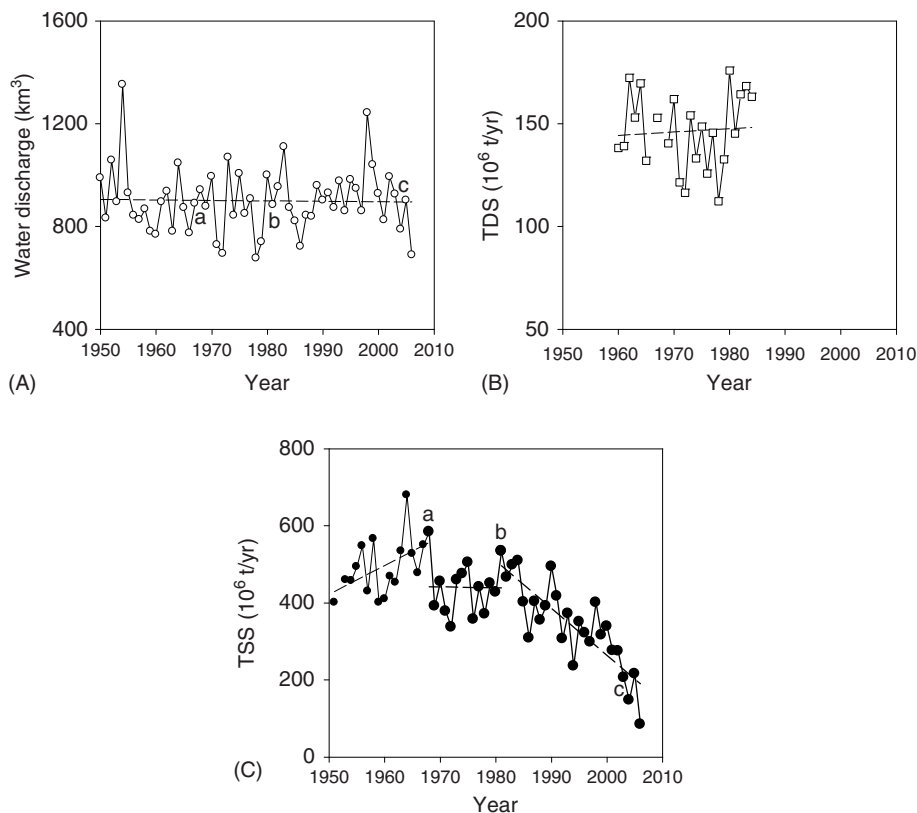 1600
1200
800
400
Water discharge (km³)
a
b
c
1950 1960 1970 1980 1990 2000 2010
Year
(A)
200
150
100
50
TDS (10⁶ t/yr)
1950 1960 1970 1980 1990 2000 2010
Year
(B)
800
600
400
200
0
TSS (10⁶ t/yr)
a
b
c
1950 1960 1970 1980 1990 2000 2010
Year
(C)